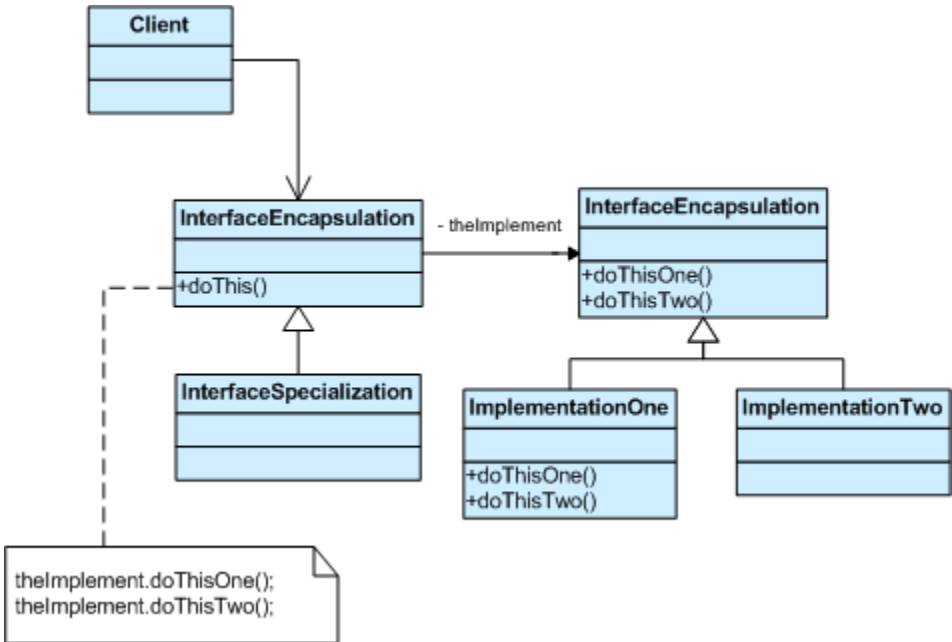 Client
InterfaceEncapsulation
+doThis()
- theImplement
InterfaceEncapsulation
+doThisOne()
+doThisTwo()
InterfaceSpecialization
ImplementationOne
+doThisOne()
+doThisTwo()
ImplementationTwo
theImplement.doThisOne();
theImplement.doThisTwo();